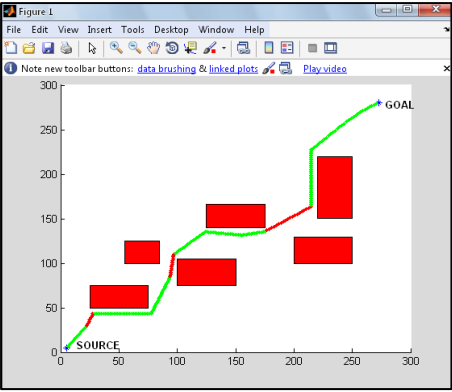 Figure 1
File Edit View Insert Tools Desktop Window Help
Note new toolbar buttons: data brushing & linked plots Play video
300
250
200
150
100
50
0
GOAL
SOURCE
0 50 100 150 200 250 300